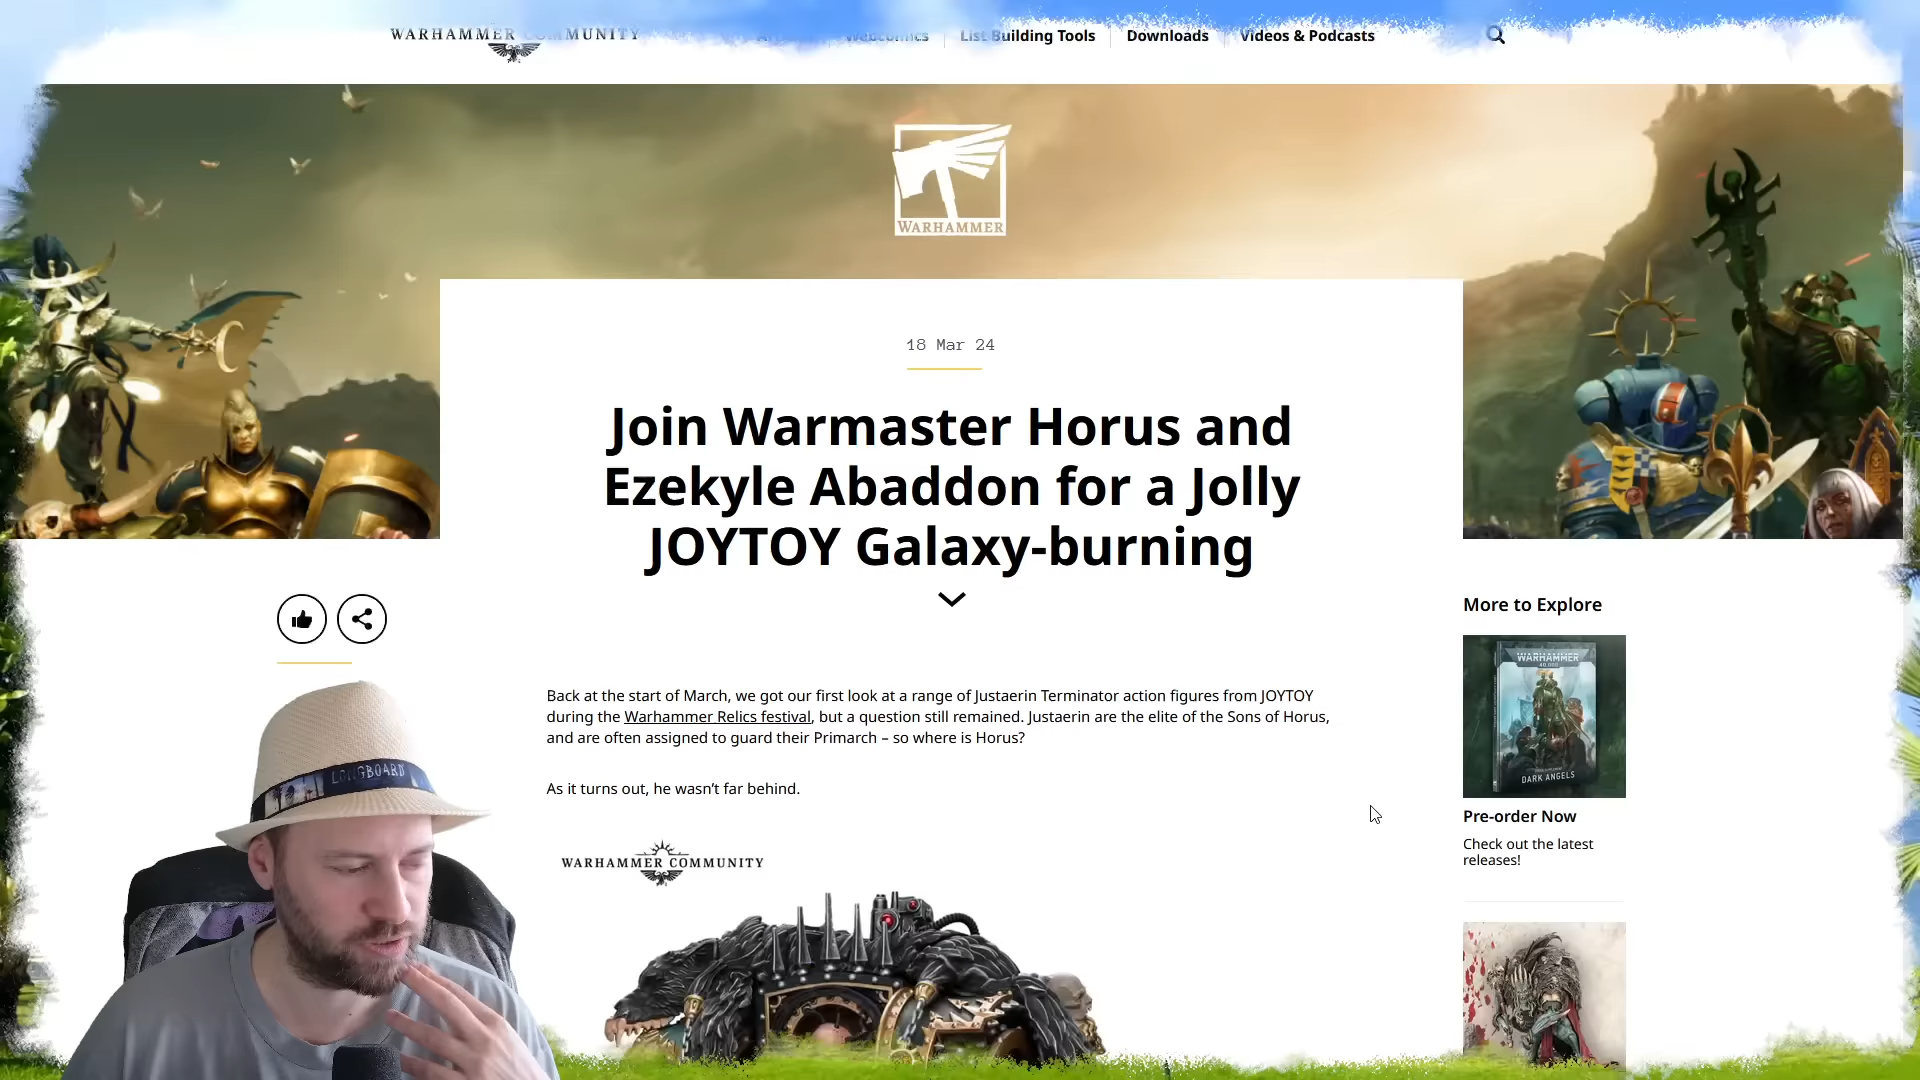 WARHAMMER COMMUNITY
Webcomics
List Building Tools
Downloads
Videos & Podcasts
WARHAMMER
18 Mar 24
Join Warmaster Horus and
Ezekyle Abaddon for a Jolly
JOYTOY Galaxy-burning
Back at the start of March, we got our first look at a range of Justaerin Terminator action figures from JOYTOY
during the Warhammer Relics festival, but a question still remained. Justaerin are the elite of the Sons of Horus,
and are often assigned to guard their Primarch – so where is Horus?
As it turns out, he wasn’t far behind.
WARHAMMER COMMUNITY
LONGBOARD
More to Explore
WARHAMMER
40,000
DARK ANGELS
Pre-order Now
Check out the latest
releases!